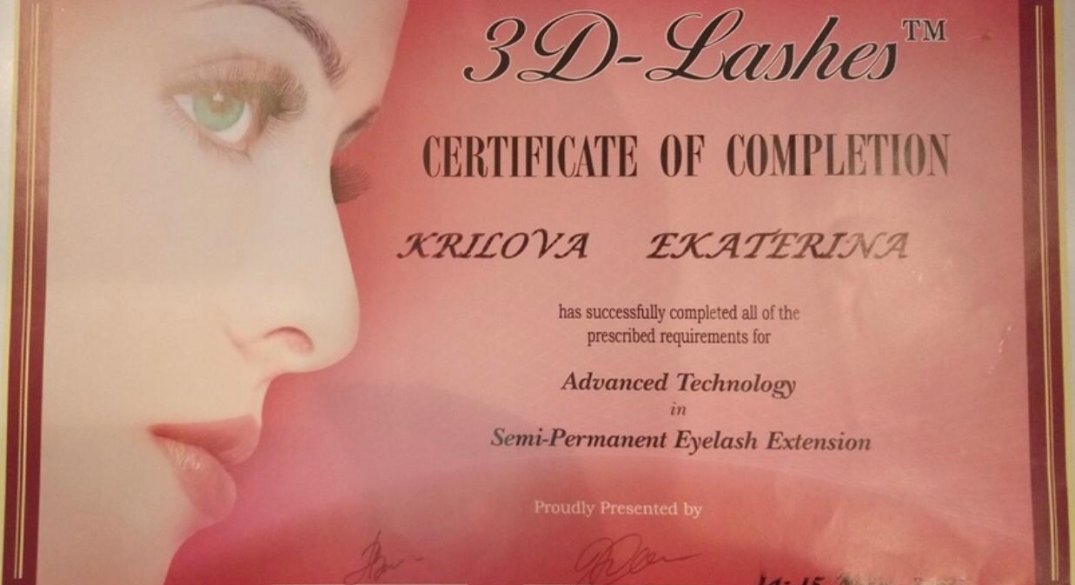 3D-Lashes™
CERTIFICATE OF COMPLETION
KRILOVA EKATERINA
has successfully completed all of the
prescribed requirements for
Advanced Technology
in
Semi-Permanent Eyelash Extension
Proudly Presented by